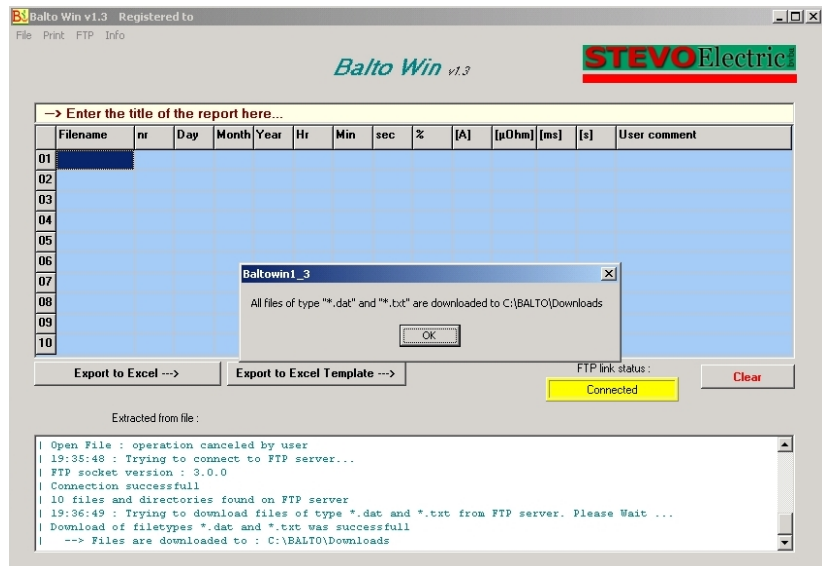 Balto Win v1.3 Registered to
File Print FTP Info
Balto Win v1.3
STEVO Electric
--> Enter the title of the report here...
Filename nr Day Month Year Hr Min sec % [A] [µOhm] [ms] [s] User comment
01
02
03
04
05
06
07
08
09
10
Baltowin1_3
All files of type "*.dat" and "*.txt" are downloaded to C:\BALTO\Downloads
OK
Export to Excel --->
Export to Excel Template --->
FTP link status :
Connected
Clear
Extracted from file :
| Open File : operation canceled by user
| 19:35:48 : Trying to connect to FTP server...
| FTP socket version : 3.0.0
| Connection successfull
| 10 files and directories found on FTP server
| 19:36:49 : Trying to download files of type *.dat and *.txt from FTP server. Please Wait ...
| Download of filetypes *.dat and *.txt was successfull
| --> Files are downloaded to : C:\BALTO\Downloads